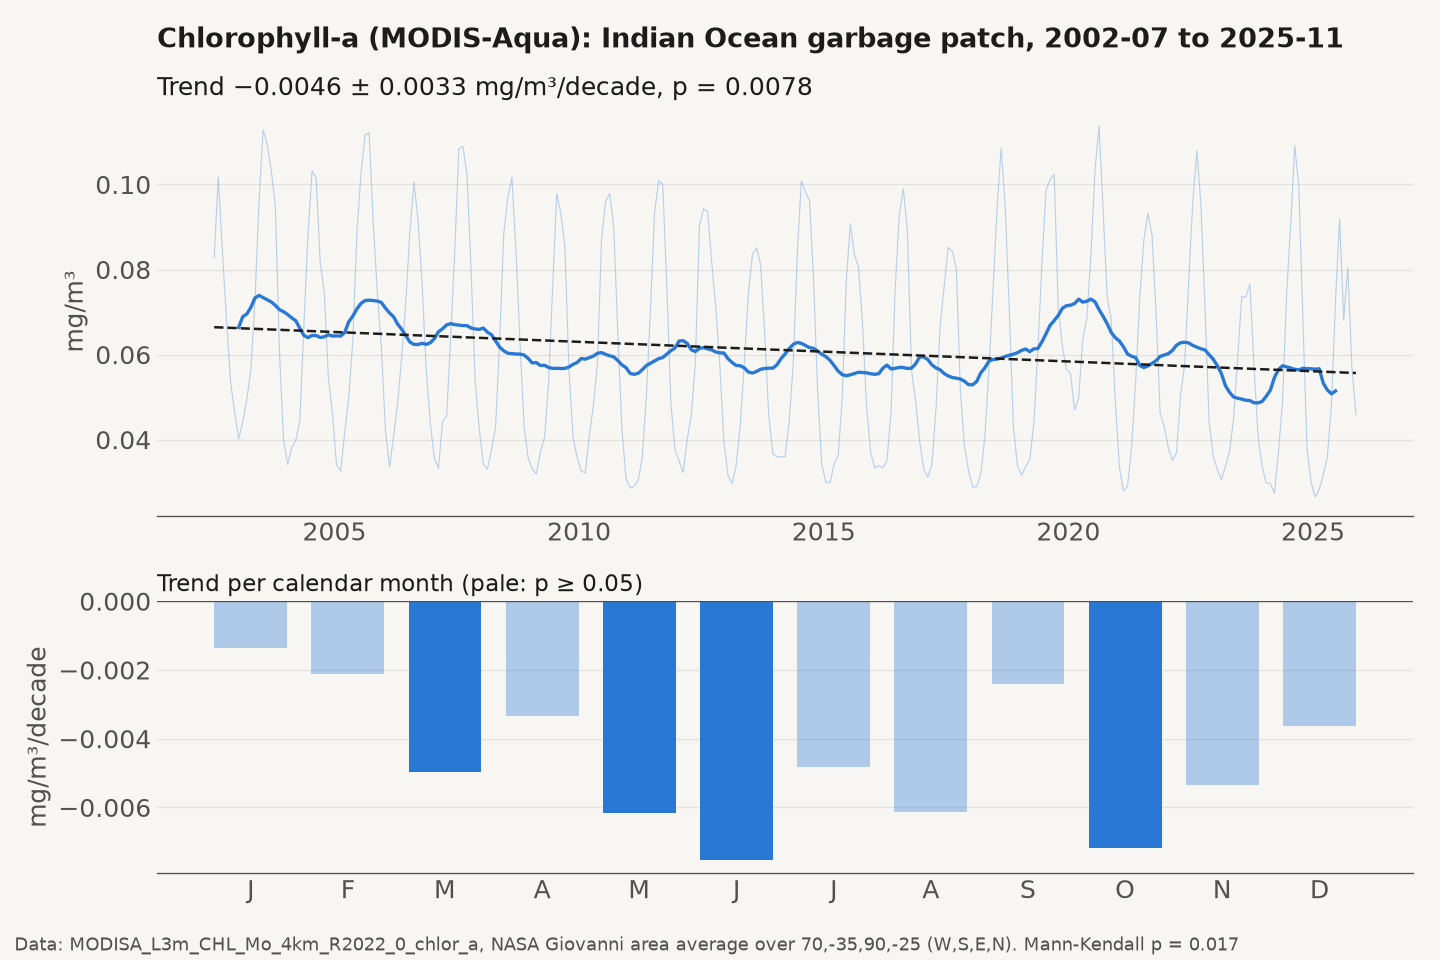 Chlorophyll-a (MODIS-Aqua): Indian Ocean garbage patch, 2002-07 to 2025-11
Trend −0.0046 ± 0.0033 mg/m³/decade, p = 0.0078
mg/m³
0.10
0.08
0.06
0.04
2005 2010 2015 2020 2025
Trend per calendar month (pale: p ≥ 0.05)
mg/m³/decade
0.000
−0.002
−0.004
−0.006
J F M A M J J A S O N D
Data: MODISA_L3m_CHL_Mo_4km_R2022_0_chlor_a, NASA Giovanni area average over 70,-35,90,-25 (W,S,E,N). Mann-Kendall p = 0.017